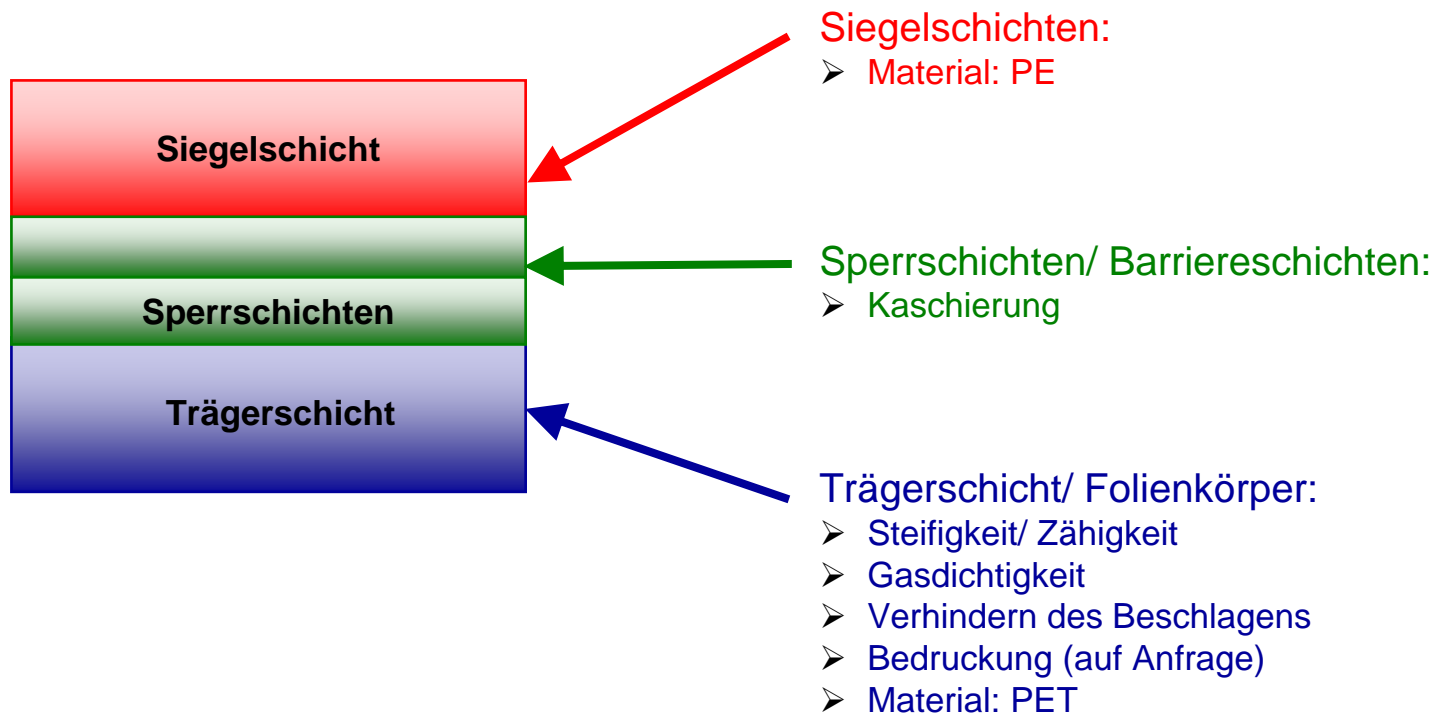 Siegelschichten:
➢ Material: PE
Siegelschicht
Sperrschichten/ Barriereschichten:
➢ Kaschierung
Sperrschichten
Trägerschicht
Trägerschicht/ Folienkörper:
➢ Steifigkeit/ Zähigkeit
➢ Gasdichtigkeit
➢ Verhindern des Beschlagens
➢ Bedruckung (auf Anfrage)
➢ Material: PET